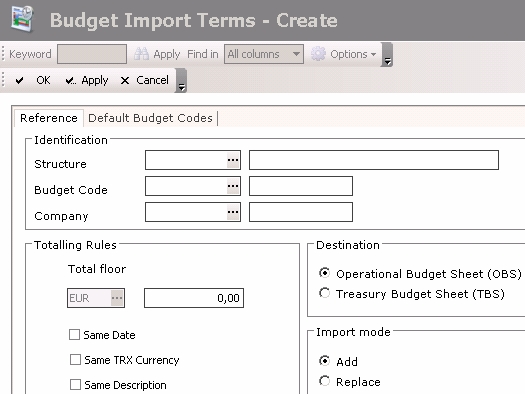 Budget Import Terms - Create
Keyword Apply Find in All columns Options
OK Apply Cancel
Reference Default Budget Codes
Identification
Structure ...
Budget Code ...
Company ...
Totalling Rules
Total floor
EUR ... 0,00
Same Date
Same TRX Currency
Same Description
Destination
Operational Budget Sheet (OBS)
Treasury Budget Sheet (TBS)
Import mode
Add
Replace